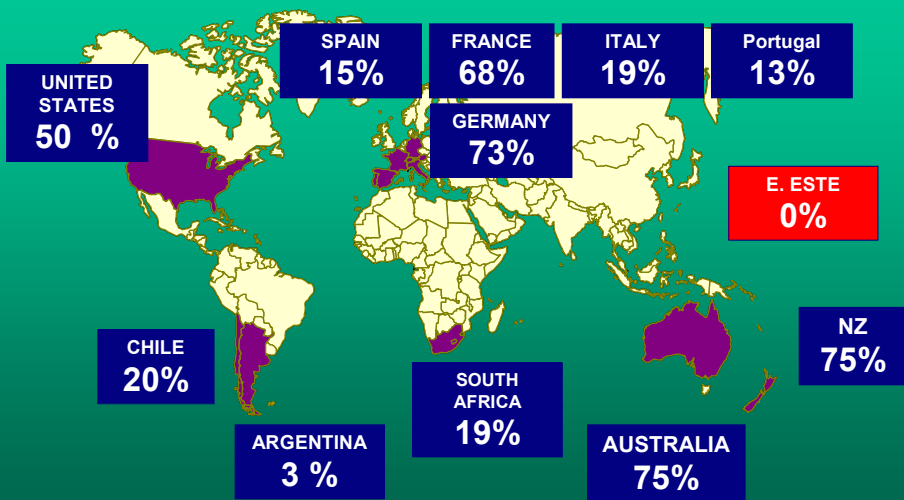 SPAIN
15%
FRANCE
68%
ITALY
19%
Portugal
13%
UNITED
STATES
50 %
GERMANY
73%
E. ESTE
0%
NZ
75%
CHILE
20%
SOUTH
AFRICA
19%
ARGENTINA
3 %
AUSTRALIA
75%